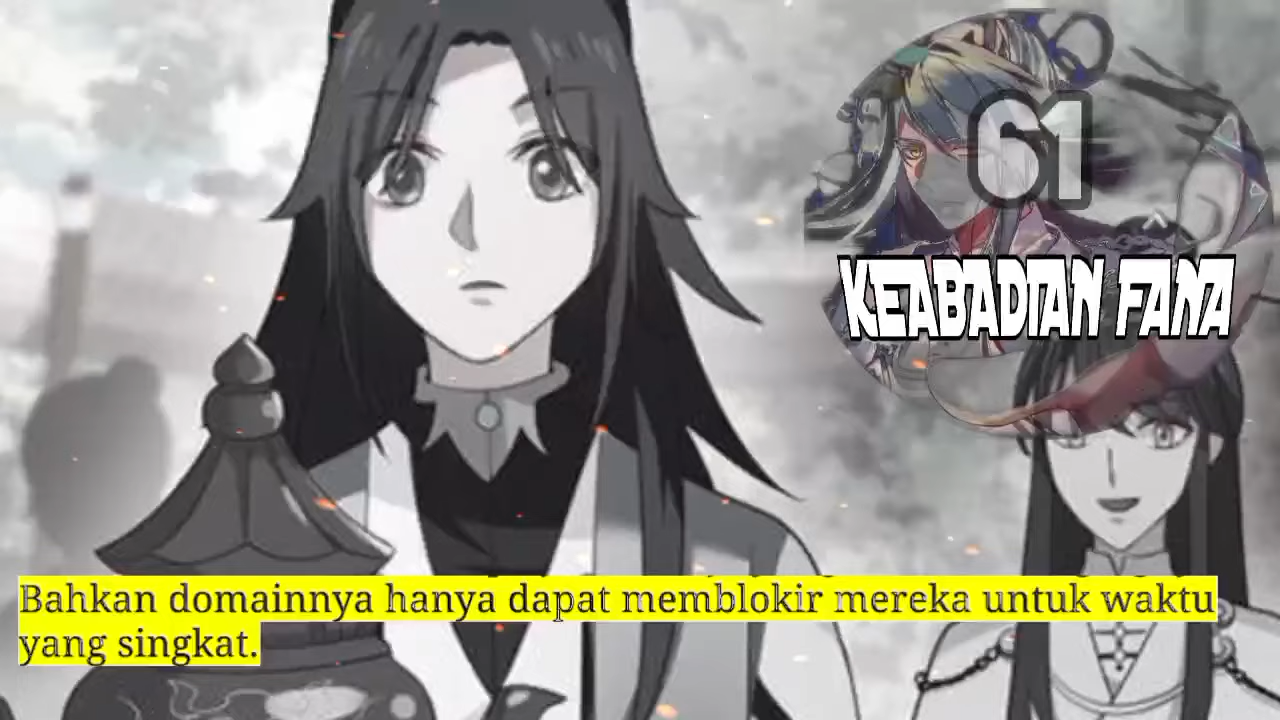 61
KEABADIAN FANA
Bahkan domainnya hanya dapat memblokir mereka untuk waktu
yang singkat.